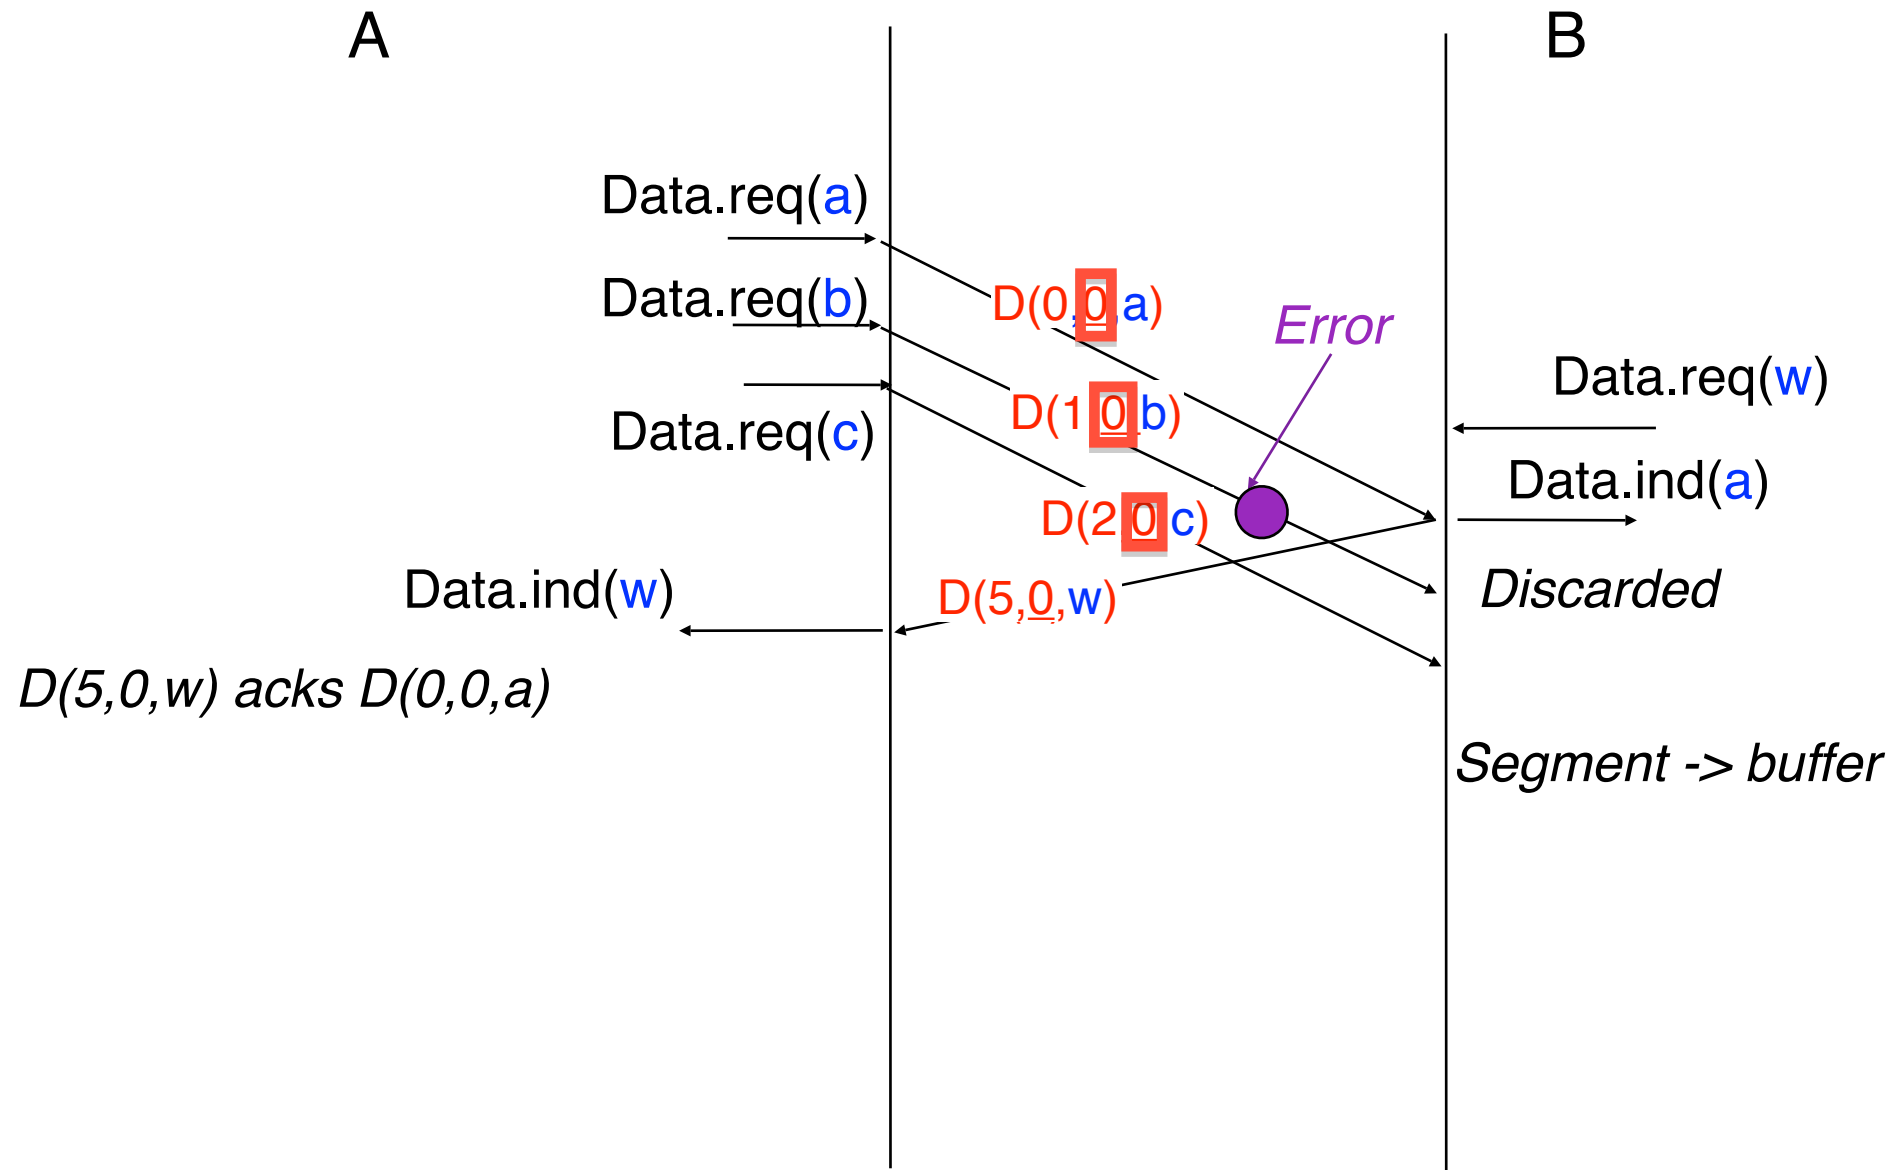 A
B
Data.req(a)
Data.req(b)
D(0,0,a)
Error
Data.req(w)
D(1 0 b)
Data.req(c)
Data.ind(a)
D(2 0 c)
Data.ind(w)
D(5,0,w)
Discarded
D(5,0,w) acks D(0,0,a)
Segment -> buffer